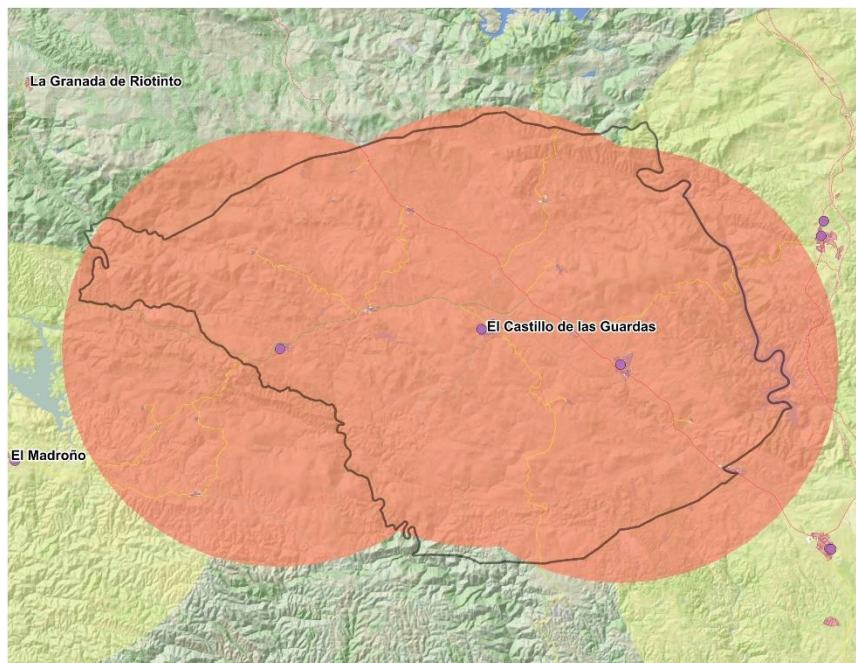 La Granada de Riotinto
El Castillo de las Guardas
El Madroño